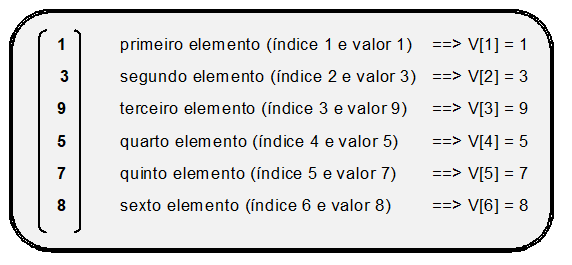 1 primeiro elemento (índice 1 e valor 1) ==> V[1] = 1
3 segundo elemento (índice 2 e valor 3) ==> V[2] = 3
9 terceiro elemento (índice 3 e valor 9) ==> V[3] = 9
5 quarto elemento (índice 4 e valor 5) ==> V[4] = 5
7 quinto elemento (índice 5 e valor 7) ==> V[5] = 7
8 sexto elemento (índice 6 e valor 8) ==> V[6] = 8